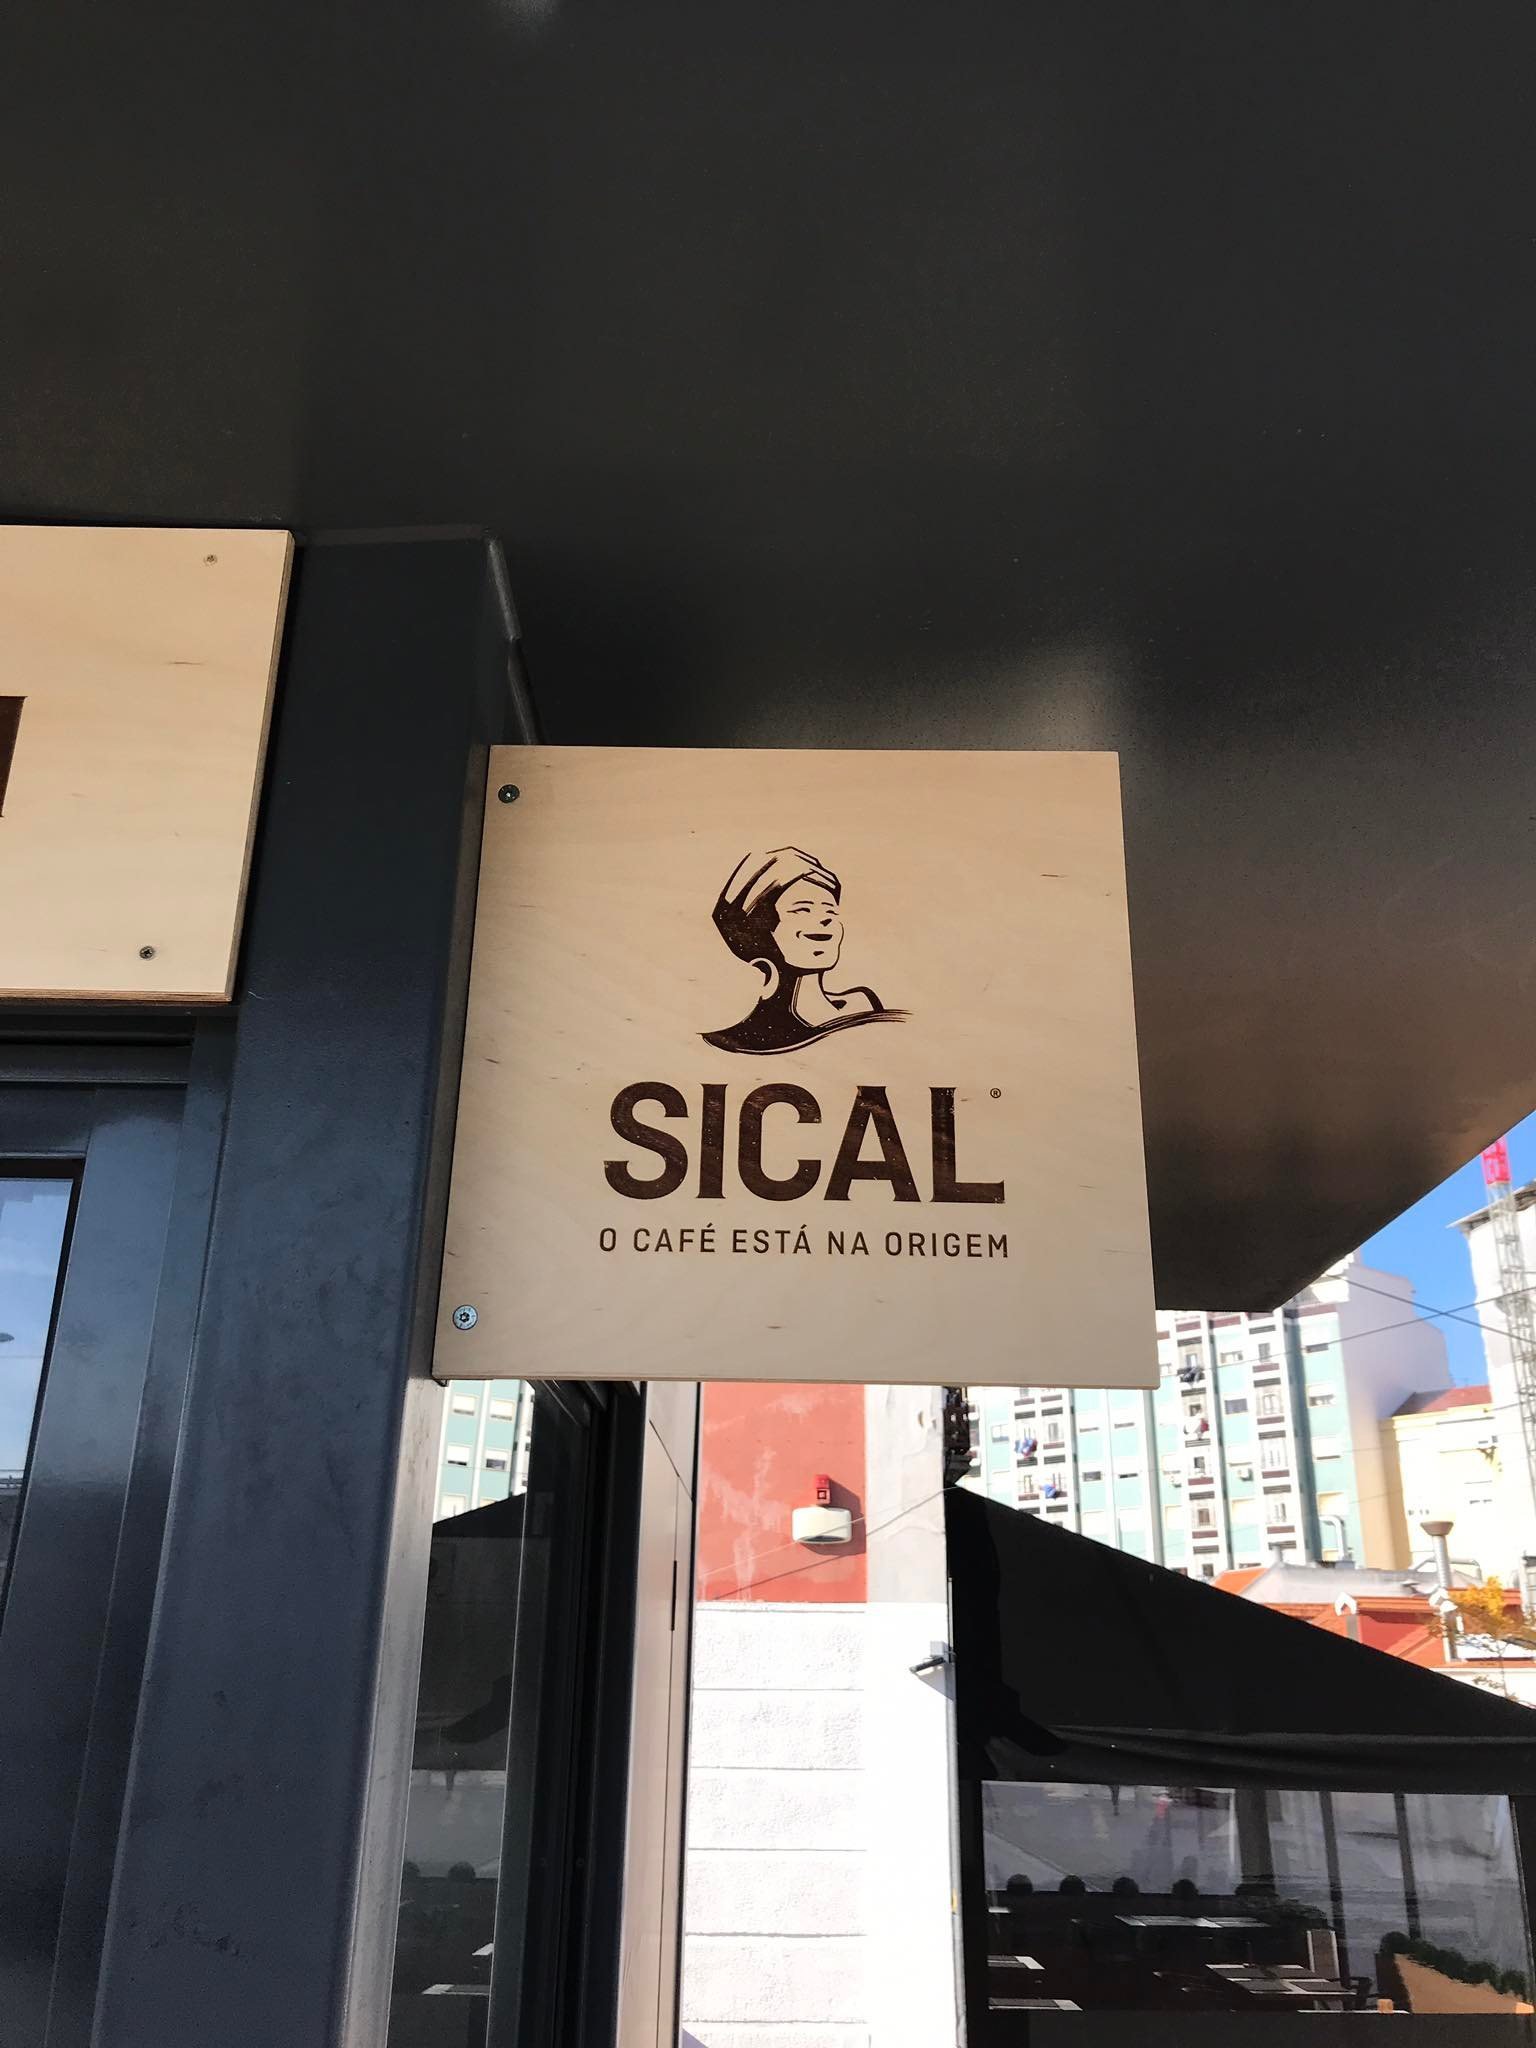 SICAL®
O CAFÉ ESTÁ NA ORIGEM